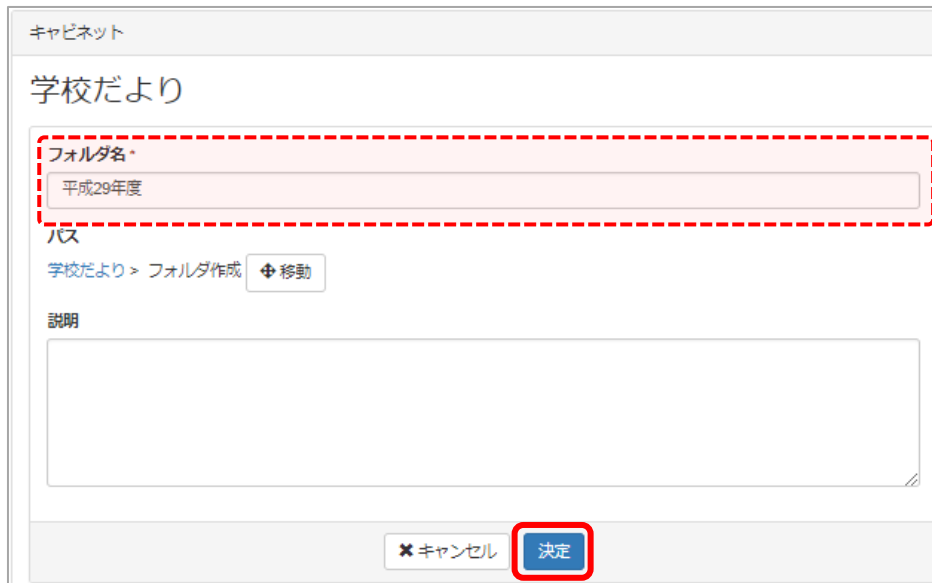 キャビネット
学校だより
フォルダ名*
平成29年度
パス
学校だより > フォルダ作成 移動
説明
キャンセル 決定